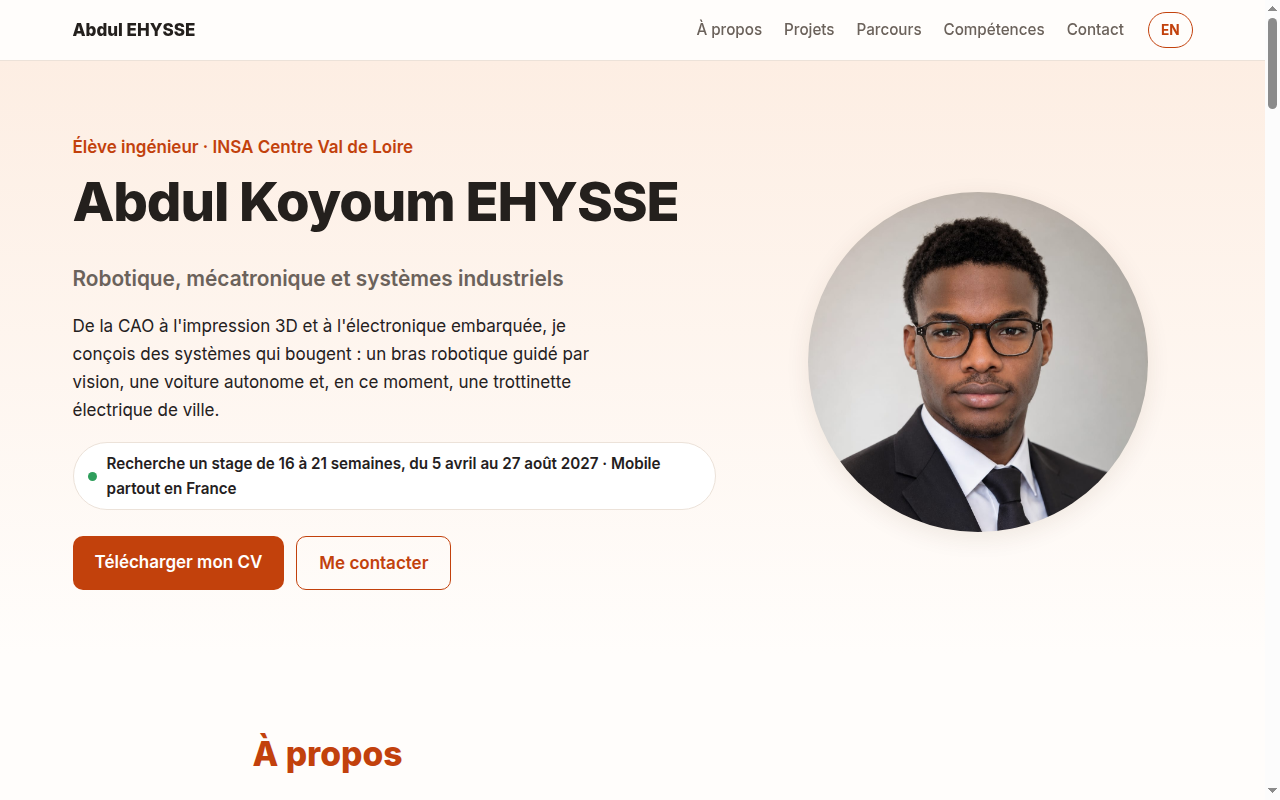 Abdul EHYSSE
À propos
Projets
Parcours
Compétences
Contact
EN
Élève ingénieur · INSA Centre Val de Loire
Abdul Koyoum EHYSSE
Robotique, mécatronique et systèmes industriels
De la CAO à l'impression 3D et à l'électronique embarquée, je
conçois des systèmes qui bougent : un bras robotique guidé par
vision, une voiture autonome et, en ce moment, une trottinette
électrique de ville.
Recherche un stage de 16 à 21 semaines, du 5 avril au 27 août 2027 · Mobile
partout en France
Télécharger mon CV
Me contacter
À propos